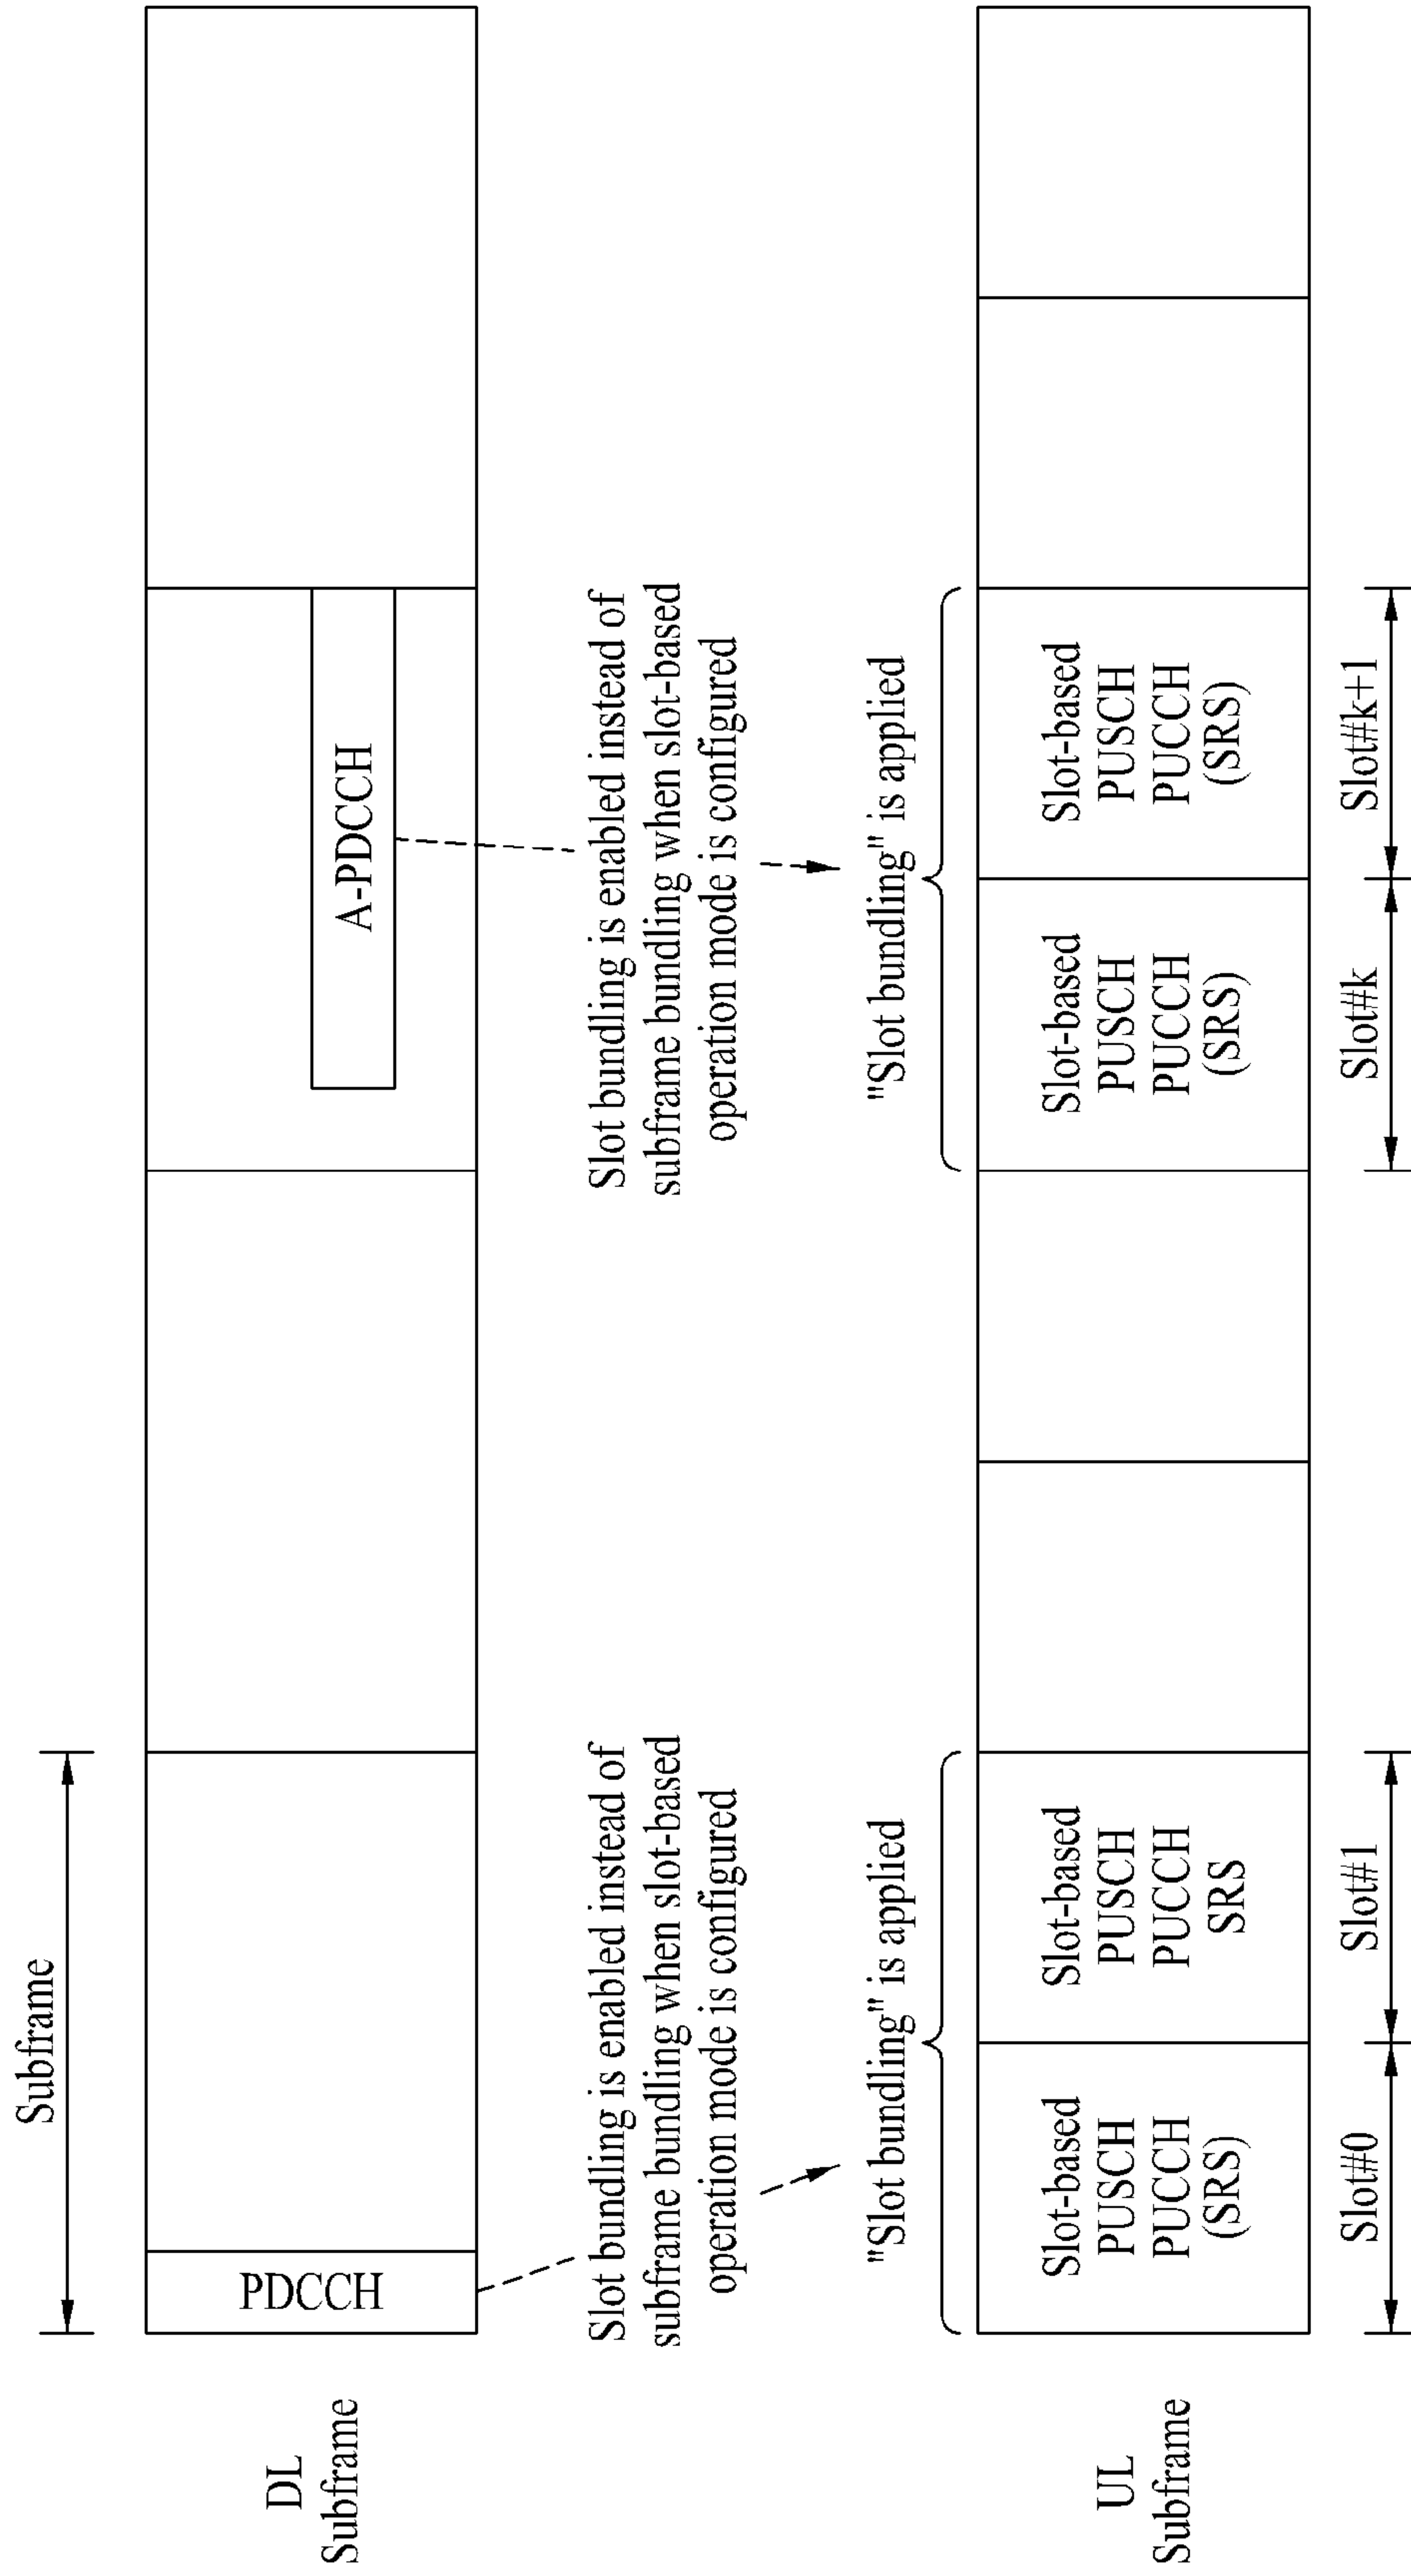 Subframe
DL
Subframe
PDCCH
A-PDCCH
Slot bundling is enabled instead of
subframe bundling when slot-based
operation mode is configured
Slot bundling is enabled instead of
subframe bundling when slot-based
operation mode is configured
"Slot bundling" is applied
"Slot bundling" is applied
UL
Subframe
Slot-based
PUSCH
PUCCH
(SRS)
Slot-based
PUSCH
PUCCH
SRS
Slot-based
PUSCH
PUCCH
(SRS)
Slot-based
PUSCH
PUCCH
(SRS)
Slot#0
Slot#1
Slot#k
Slot#k+1